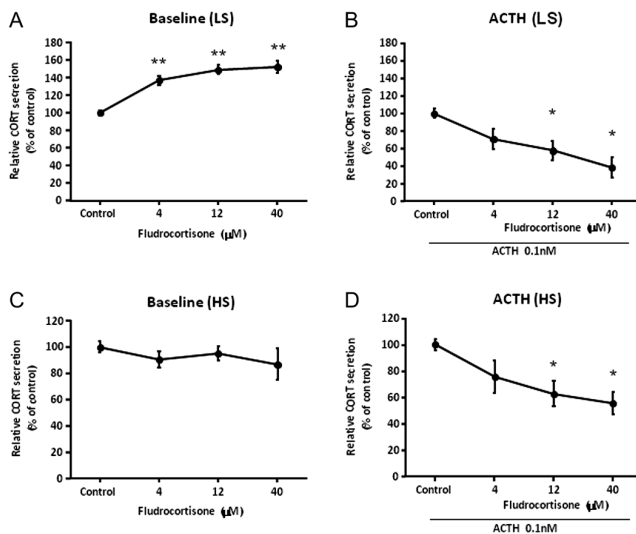 A
Baseline (LS)
Relative CORT secretion
(% of control)
180
160
140
120
100
80
60
40
20
0
**
**
**
Control
4
12
40
Fludrocortisone (μM)
B
ACTH (LS)
Relative CORT secretion
(% of control)
180
160
140
120
100
80
60
40
20
0
*
*
Control
4
12
40
Fludrocortisone (μM)
ACTH 0.1nM
C
Baseline (HS)
Relative CORT secretion
(% of control)
120
100
80
60
40
20
0
Control
4
12
40
Fludrocortisone (μM)
D
ACTH (HS)
Relative CORT secretion
(% of control)
120
100
80
60
40
20
0
*
*
Control
4
12
40
Fludrocortisone (μM)
ACTH 0.1nM